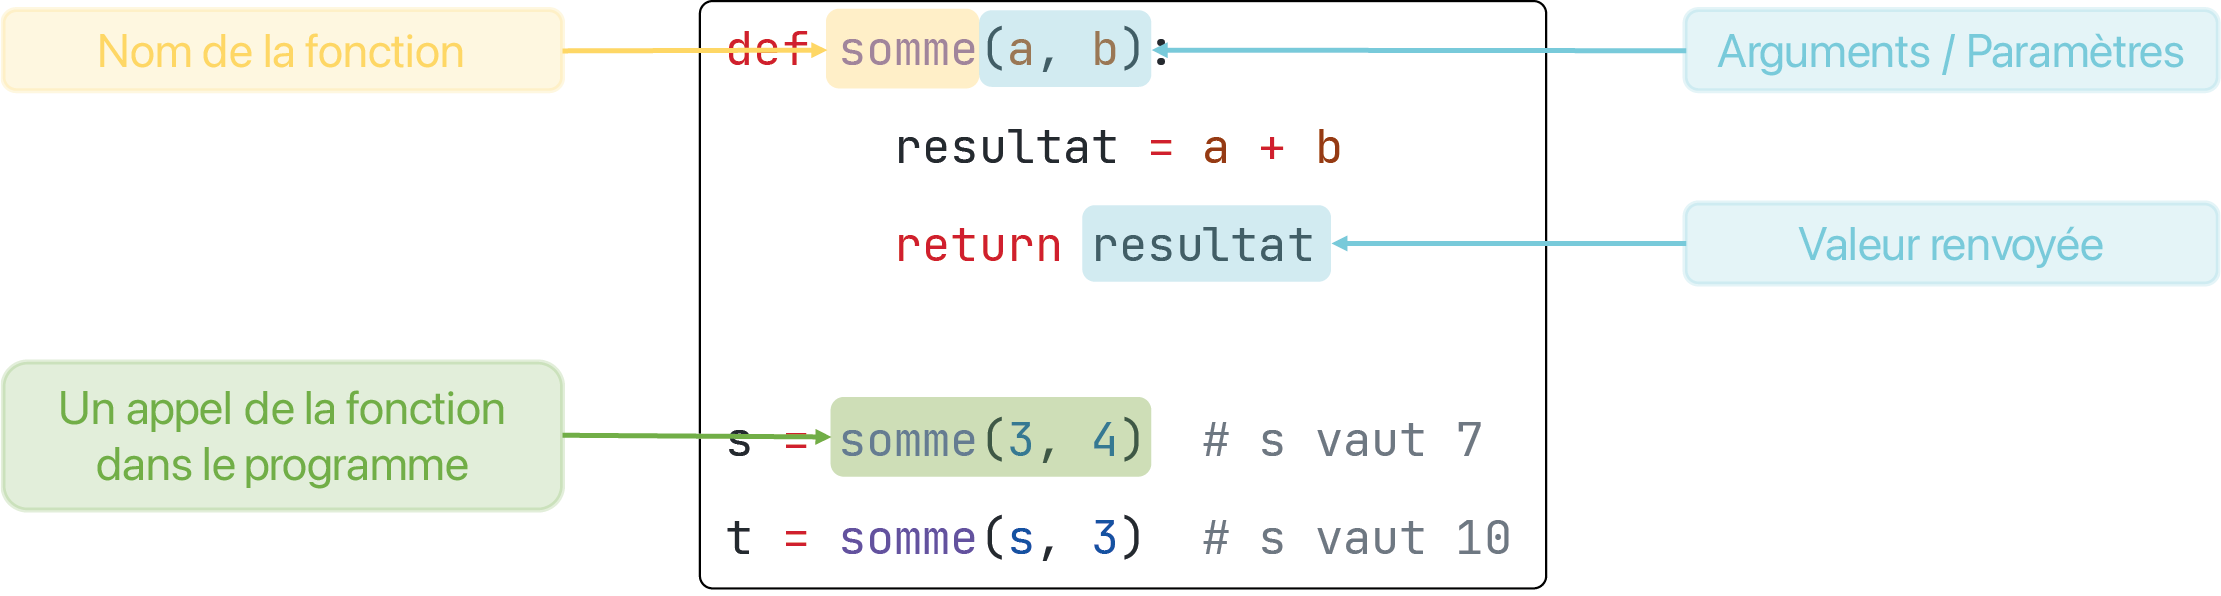 Nom de la fonction
def somme(a, b):
Arguments / Paramètres
resultat = a + b
return resultat
Valeur renvoyée
Un appel de la fonction
dans le programme
s = somme(3, 4) # s vaut 7
t = somme(s, 3) # s vaut 10